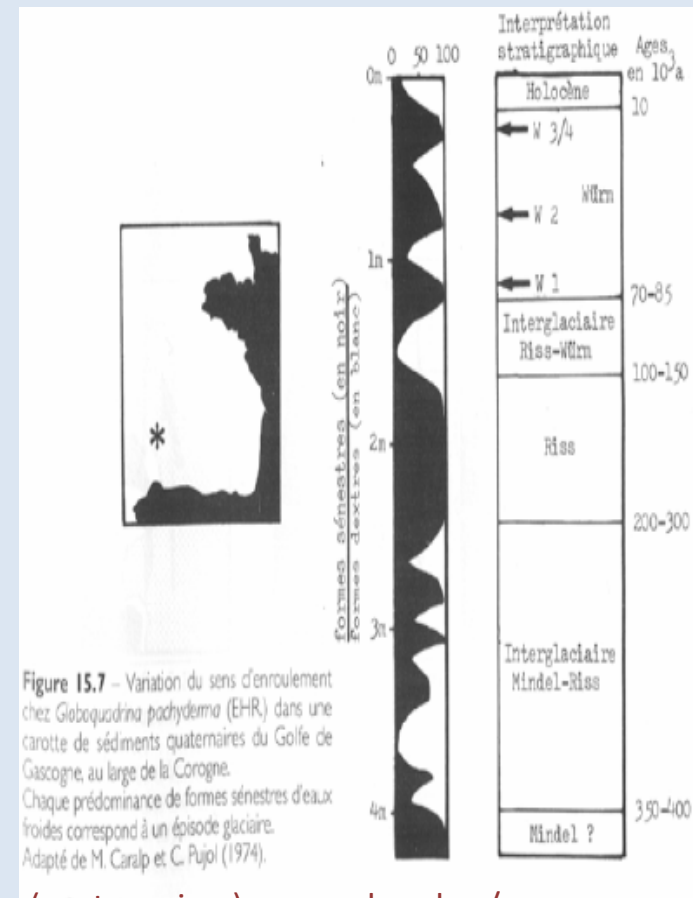 Interprétation
stratigraphique
Ages
en 10³a
0 50 100
0m
1m
2m
3m
4m
formes sénestres (en noir)
formes dextres (en blanc)
Holocène
10
W 3/4
Würn
W 2
W 1
70-85
Interglaciaire
Riss-Würn
100-150
Riss
200-300
Interglaciaire
Mindel-Riss
350-400
Mindel ?
*
Figure 15.7 – Variation du sens d'enroulement
chez Globoquadrina pachyderma (EHR) dans une
carotte de sédiments quaternaires du Golfe de
Gascogne, au large de la Corogne.
Chaque prédominance de formes sénestres d'eaux
froides correspond à un épisode glaciaire.
Adapté de M. Caralp et C. Pujol (1974).